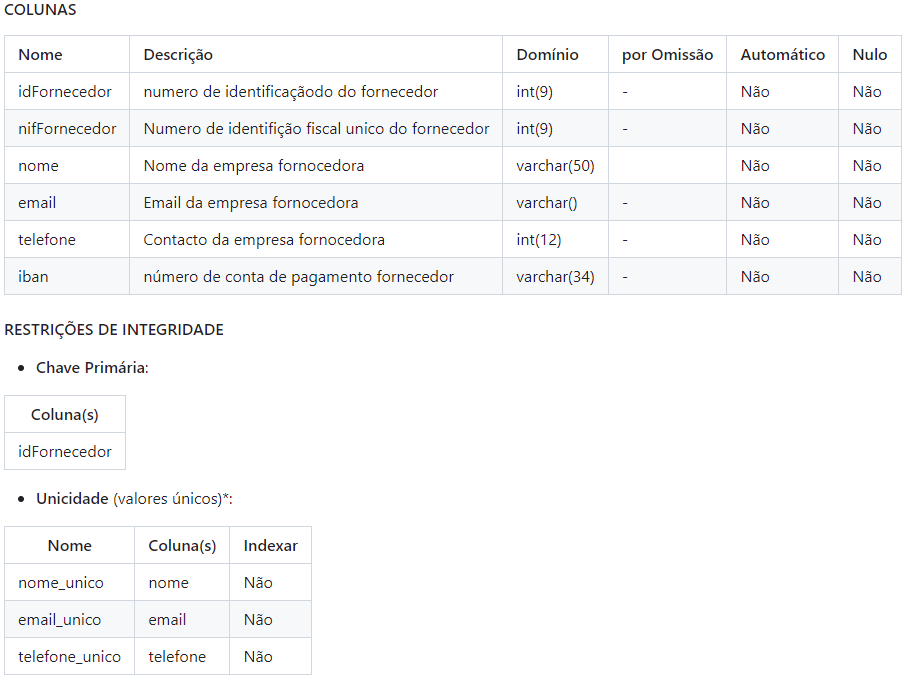 COLUNAS
Nome Descrição Domínio por Omissão Automático Nulo
idFornecedor numero de identificaçãodo do fornecedor int(9) - Não Não
nifFornecedor Numero de identifição fiscal unico do fornecedor int(9) - Não Não
nome Nome da empresa fornocedora varchar(50) Não Não
email Email da empresa fornocedora varchar() - Não Não
telefone Contacto da empresa fornocedora int(12) - Não Não
iban número de conta de pagamento fornecedor varchar(34) - Não Não
RESTRIÇÕES DE INTEGRIDADE
• Chave Primária:
Coluna(s)
idFornecedor
• Unicidade (valores únicos)*:
Nome Coluna(s) Indexar
nome_unico nome Não
email_unico email Não
telefone_unico telefone Não